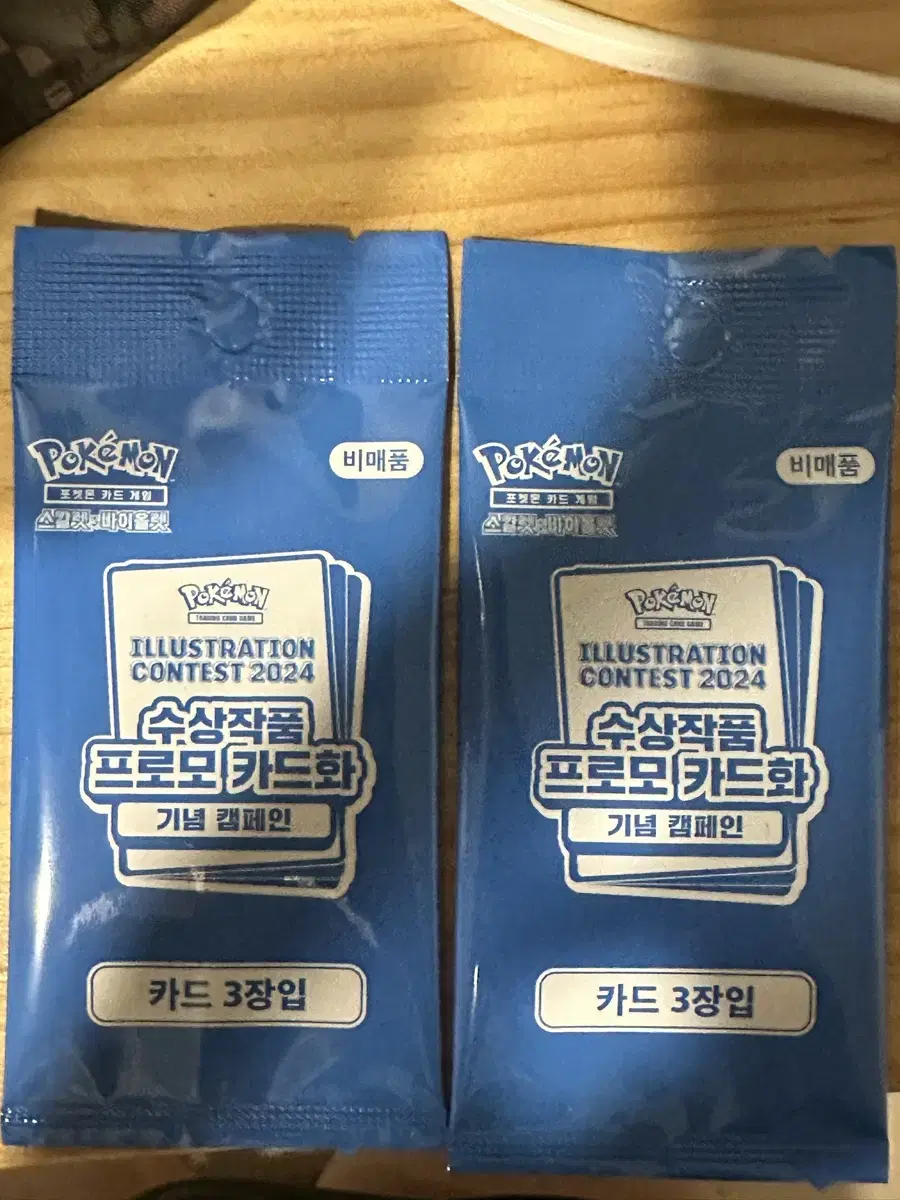 POKéMON
포켓몬 카드 게임
스칼렛&바이올렛
비매품
POKéMON
TRADING CARD GAME
ILLUSTRATION
CONTEST 2024
수상작품
프로모 카드화
기념 캠페인
카드 3장입
POKéMON
포켓몬 카드 게임
스칼렛&바이올렛
비매품
POKéMON
TRADING CARD GAME
ILLUSTRATION
CONTEST 2024
수상작품
프로모 카드화
기념 캠페인
카드 3장입